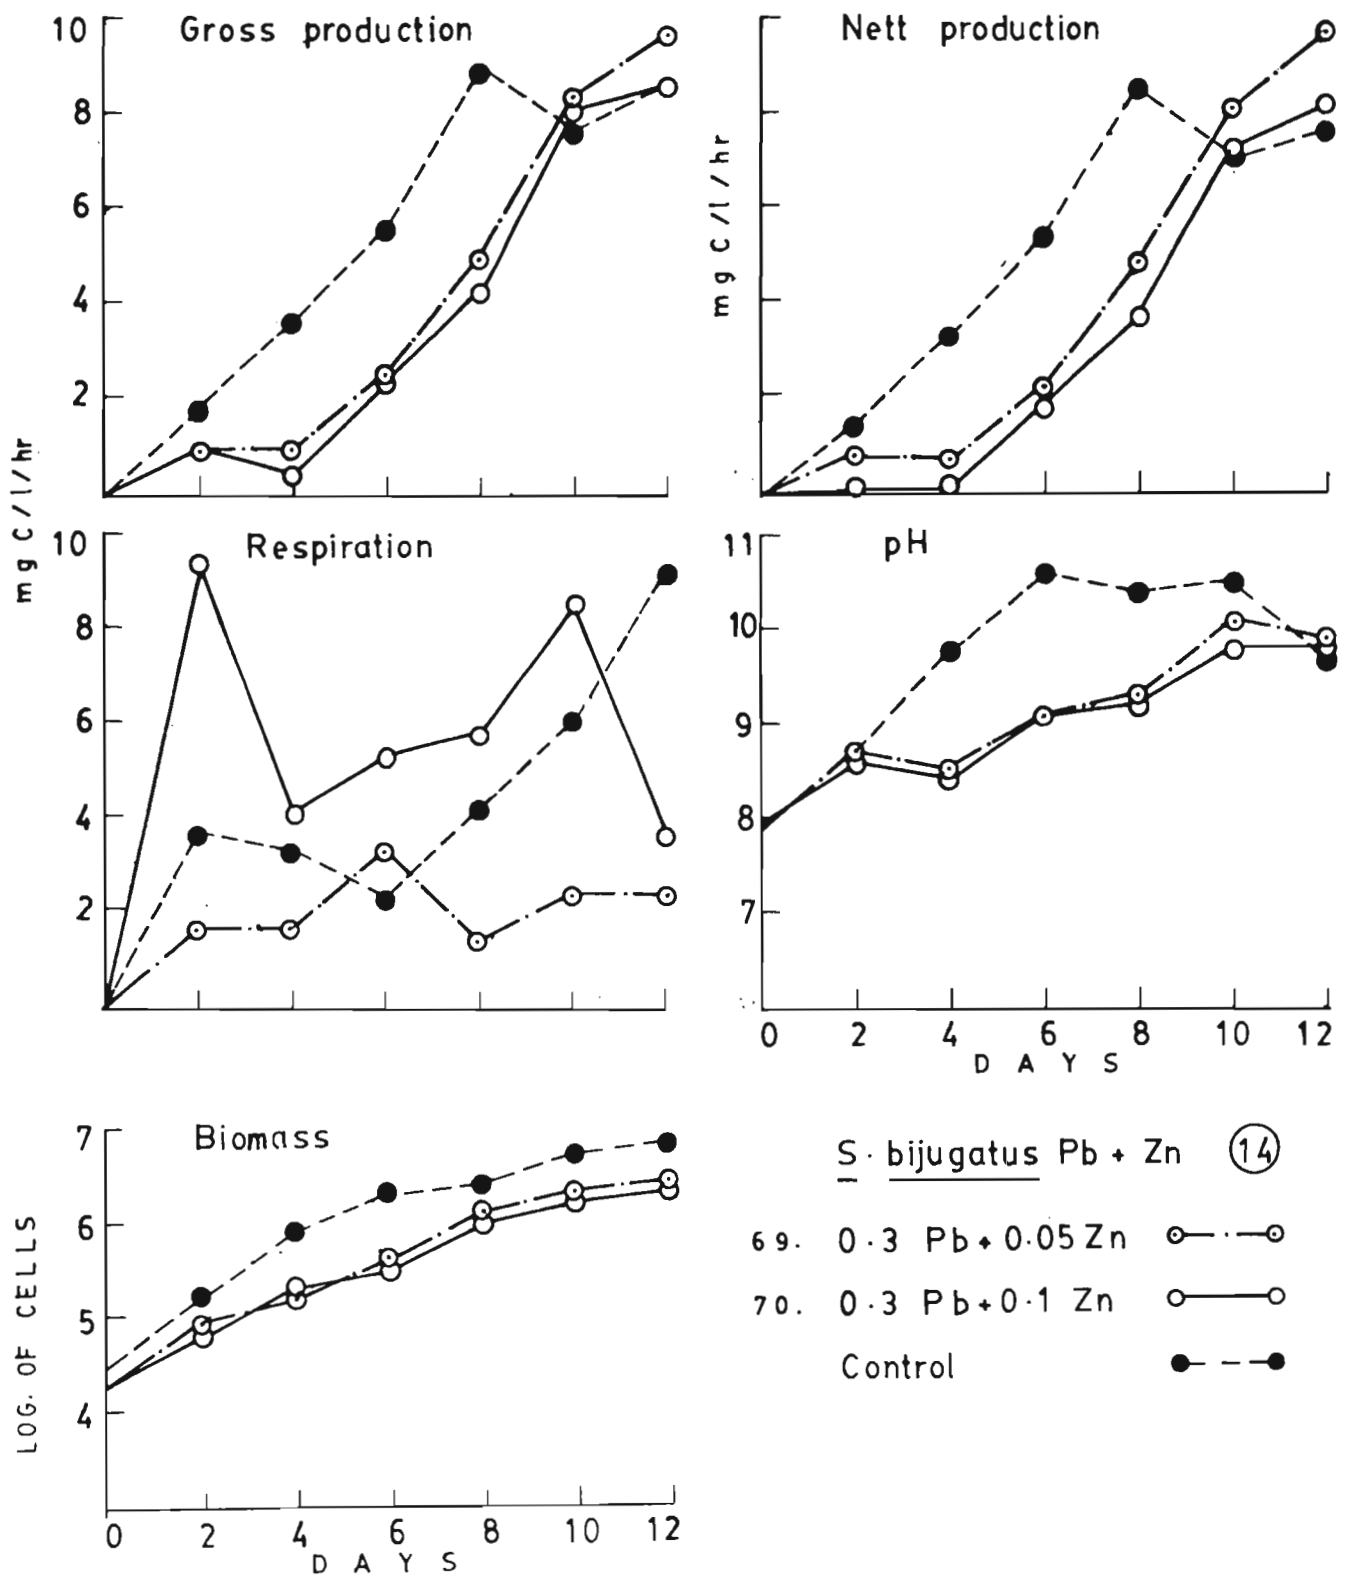 Gross production
10
8
6
4
2
mg C/l/hr
Nett production
mg C/l/hr
Respiration
10
8
6
4
2
pH
11
10
9
8
7
0 2 4 6 8 10 12
DAYS
Biomass
7
6
5
4
LOG. OF CELLS
0 2 4 6 8 10 12
DAYS
S. bijugatus Pb + Zn 14
69. 0.3 Pb + 0.05 Zn
70. 0.3 Pb + 0.1 Zn
Control